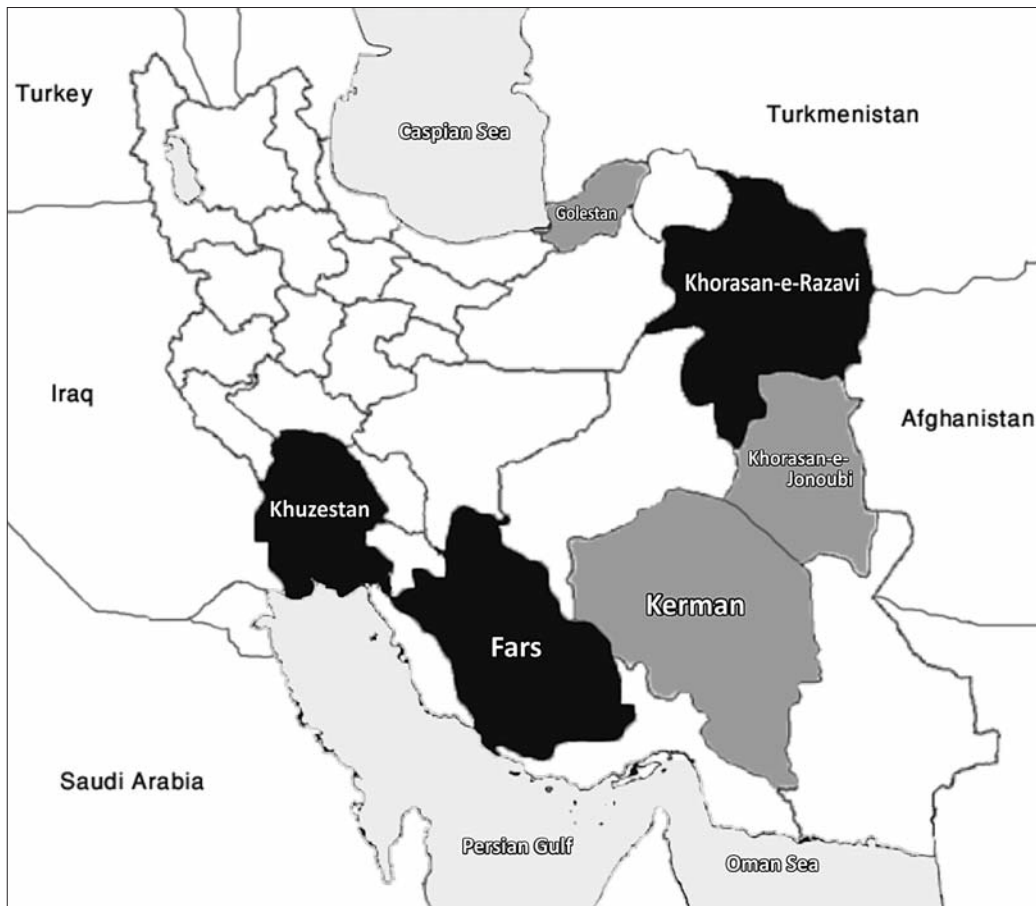 Turkey
Caspian Sea
Turkmenistan
Golestan
Khorasan-e-Razavi
Iraq
Afghanistan
Khorasan-e-
Jonoubi
Khuzestan
Kerman
Fars
Saudi Arabia
Persian Gulf
Oman Sea